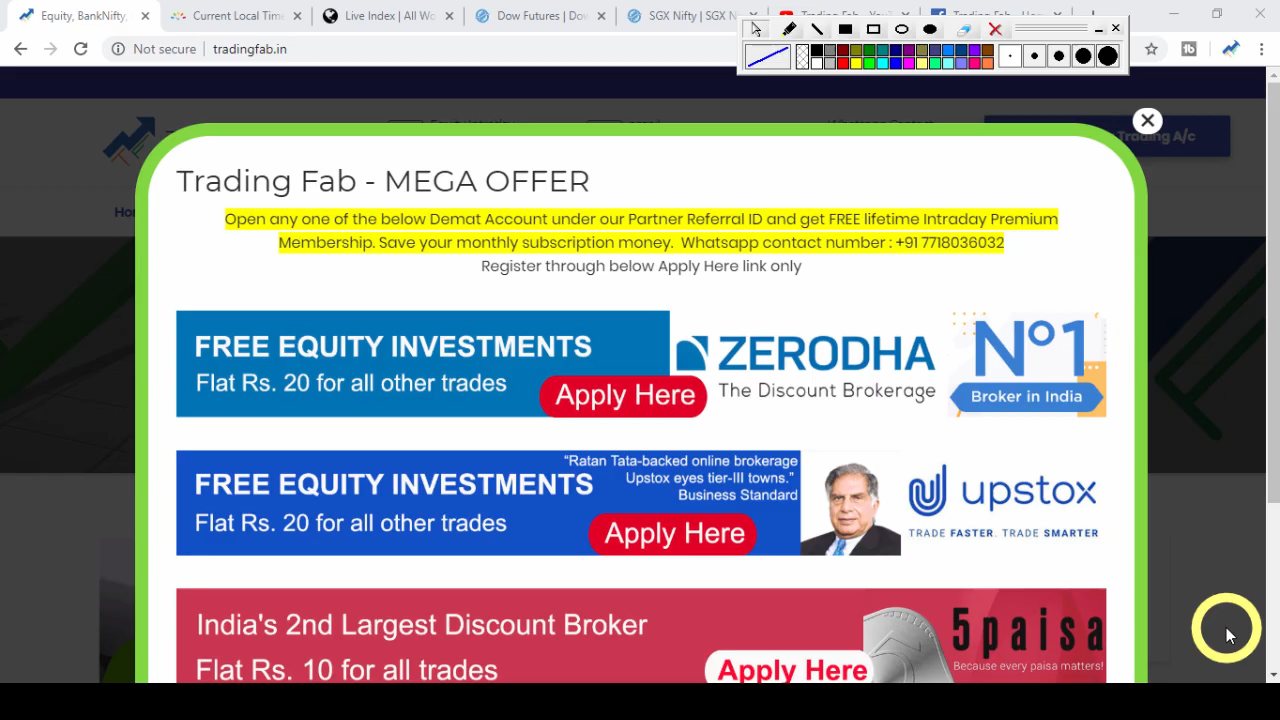 Equity, BankNifty,
Current Local Tim
Live Index | All Wo
Dow Futures | Do
SGX Nifty | SGX N
Not secure
tradingfab.in
Trading A/c
Trading Fab - MEGA OFFER
Open any one of the below Demat Account under our Partner Referral ID and get FREE lifetime Intraday Premium
Membership. Save your monthly subscription money. Whatsapp contact number : +91 7718036032
Register through below Apply Here link only
FREE EQUITY INVESTMENTS
Flat Rs. 20 for all other trades
Apply Here
ZERODHA
The Discount Brokerage
Nº1
Broker in India
FREE EQUITY INVESTMENTS
Flat Rs. 20 for all other trades
"Ratan Tata-backed online brokerage
Upstox eyes tier-III towns."
Business Standard
Apply Here
upstox
TRADE FASTER. TRADE SMARTER
India's 2nd Largest Discount Broker
Flat Rs. 10 for all trades
Apply Here
5paisa
Because every paisa matters!